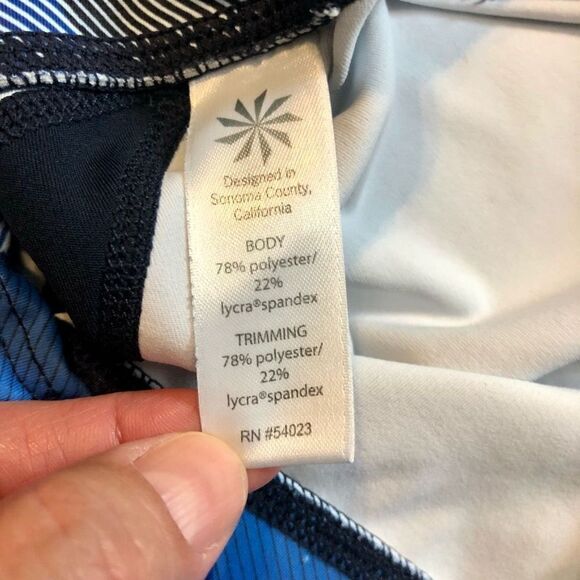 Designed in
Sonoma County,
California
BODY
78% polyester/
22%
lycra®spandex
TRIMMING
78% polyester/
22%
lycra®spandex
RN #54023